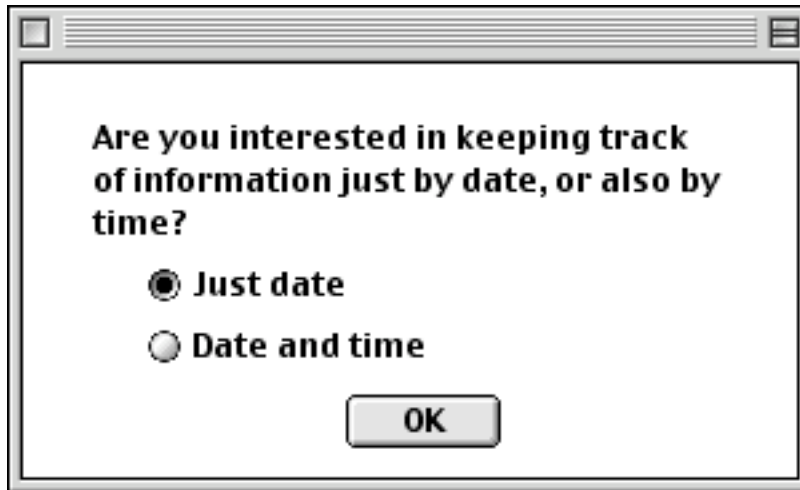 Are you interested in keeping track
of information just by date, or also by
time?
Just date
Date and time
OK